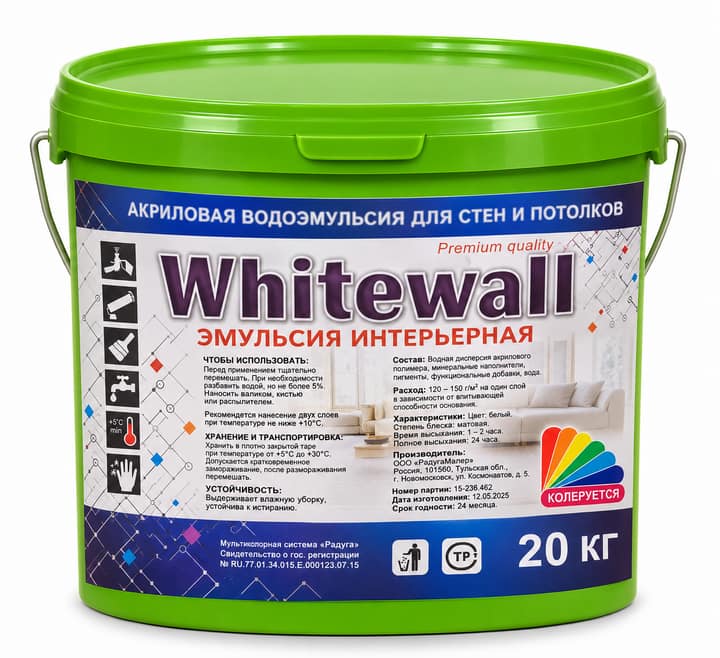 АКРИЛОВАЯ ВОДОЭМУЛЬСИЯ ДЛЯ СТЕН И ПОТОЛКОВ
Premium quality
Whitewall
ЭМУЛЬСИЯ ИНТЕРЬЕРНАЯ
ЧТОБЫ ИСПОЛЬЗОВАТЬ:
Перед применением тщательно
перемешать. При необходимости
разбавить водой, но не более 5%.
Наносить валиком, кистью
или распылителем.
Рекомендется нанесение двух слоев
при температуре не ниже +10°С.
ХРАНЕНИЕ И ТРАНСПОРТИРОВКА:
Хранить в плотно закрытой таре
при температуре от +5°С до +30°С.
Допускается кратковременное
замораживание, после размораживания
перемешать.
УСТОЙЧИВОСТЬ:
Выдерживает влажную уборку,
устойчива к истиранию.
+5°С
min
Состав: Водная дисперсия акрилового
полимера, минеральные наполнители,
пигменты, функциональные добавки, вода.
Расход: 120 – 150 г/м² на один слой
в зависимости от впитывающей
способности основания.
Характеристики: Цвет: белый.
Степень блеска: матовая.
Время высыхания: 1 – 2 часа.
Полное высыхания: 24 часа.
Производитель:
ООО «РадугаМалер»
Россия, 101560, Тульская обл.,
г. Новомосковск, ул. Космонавтов, д. 5.
Номер партии: 15-236.462
Дата изготовления: 12.05.2025
Срок годности: 24 месяца.
КОЛЕРУЕТСЯ
Мультиколорная система «Радуга»
Свидетельство о гос. регистрации
№ RU.77.01.34.015.E.000123.07.15
ТР
20 КГ